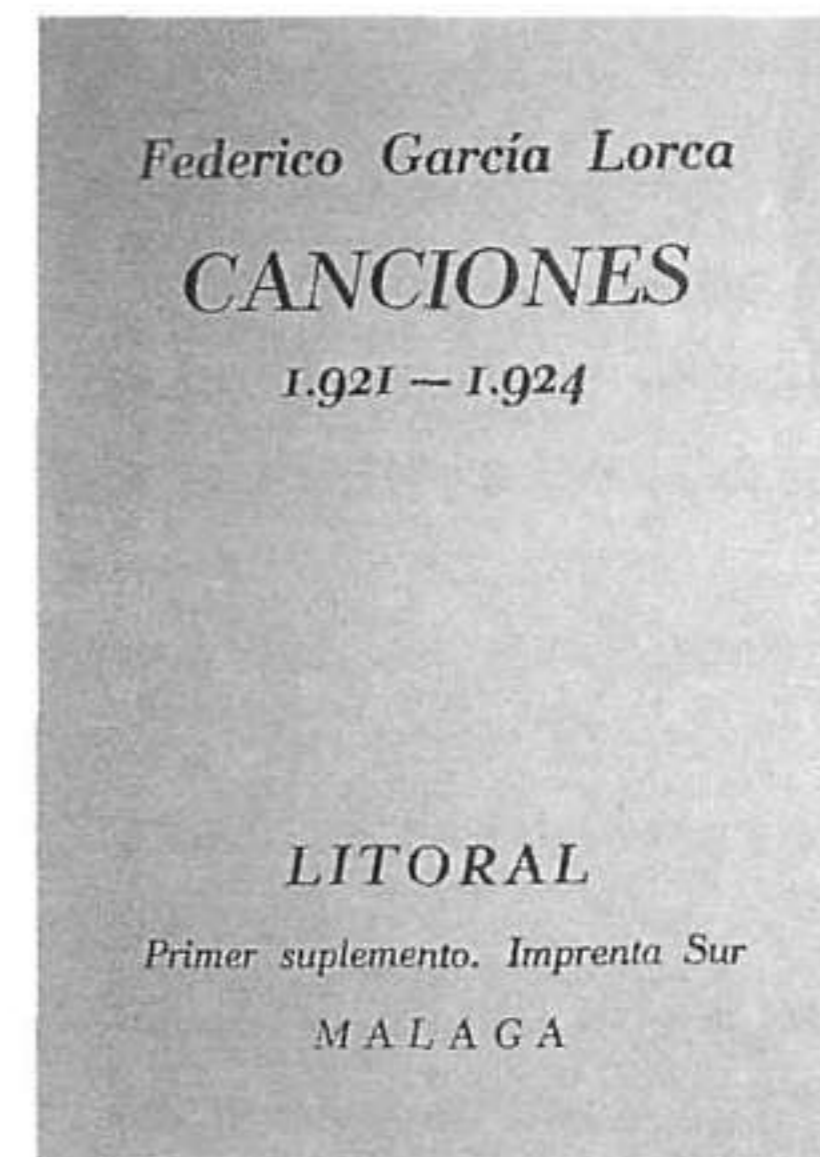 Federico García Lorca
CANCIONES
1.921 — 1.924
LITORAL
Primer suplemento. Imprenta Sur
MALAGA